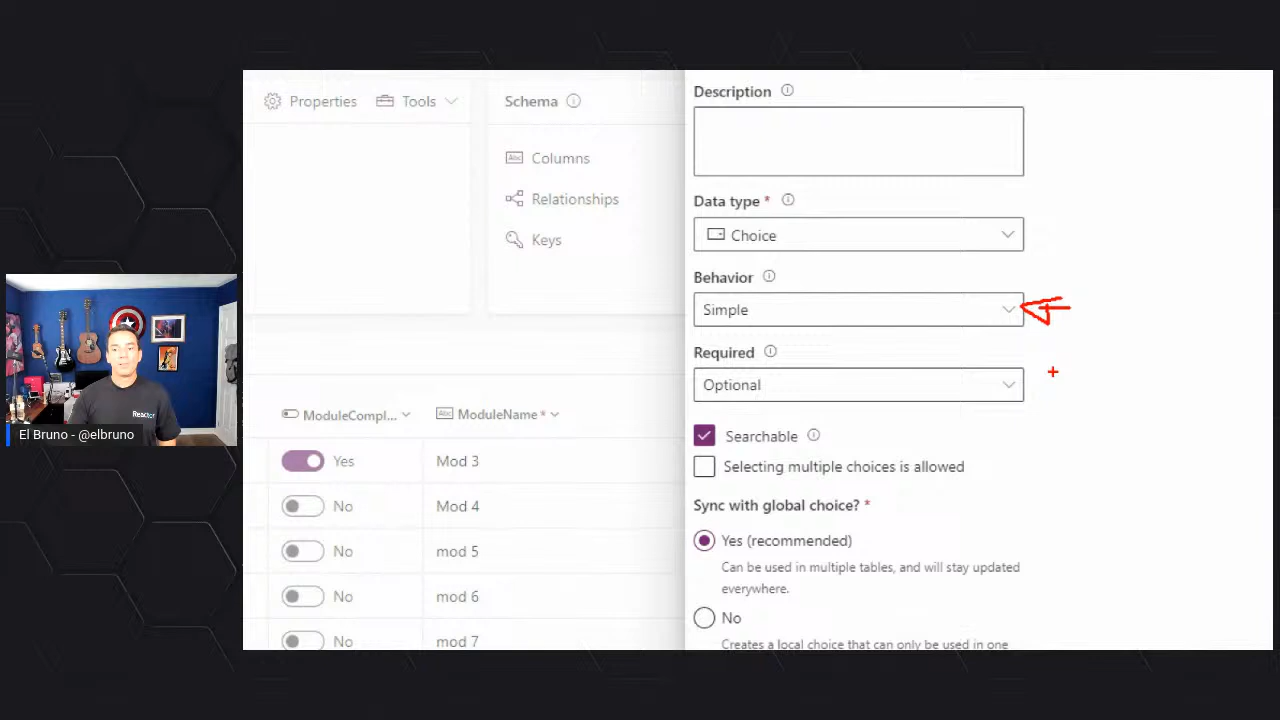 Properties
Tools
Schema
Columns
Relationships
Keys
ModuleCompl...
ModuleName *
Yes
Mod 3
No
Mod 4
No
mod 5
No
mod 6
No
mod 7
Description
Data type *
Abc
Abc
Choice
Behavior
Simple
Required
Optional
Searchable
Selecting multiple choices is allowed
Sync with global choice? *
Yes (recommended)
Can be used in multiple tables, and will stay updated
everywhere.
No
Creates a local choice that can only be used in one
Reactor
El Bruno - @elbruno